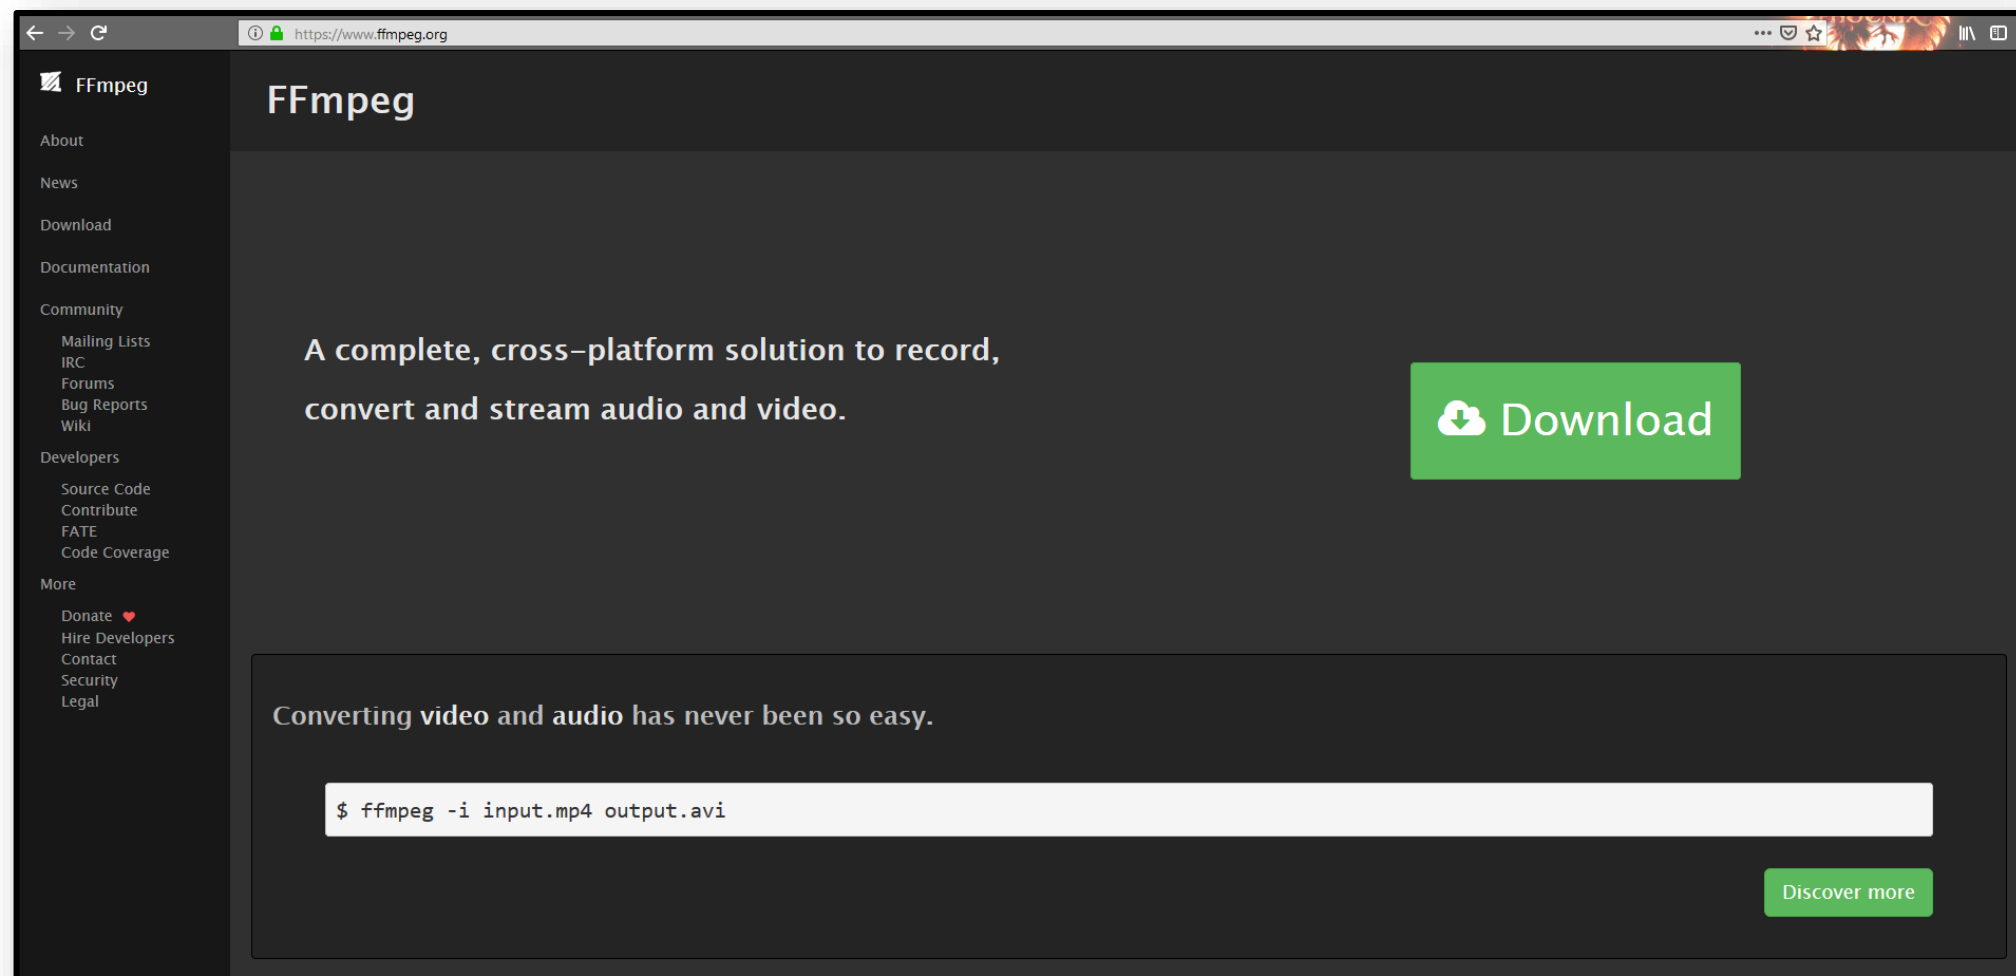 https://www.ffmpeg.org
FFmpeg
About
News
Download
Documentation
Community
Mailing Lists
IRC
Forums
Bug Reports
Wiki
Developers
Source Code
Contribute
FATE
Code Coverage
More
Donate
Hire Developers
Contact
Security
Legal
FFmpeg
A complete, cross-platform solution to record,
convert and stream audio and video.
Download
Converting video and audio has never been so easy.
$ ffmpeg -i input.mp4 output.avi
Discover more